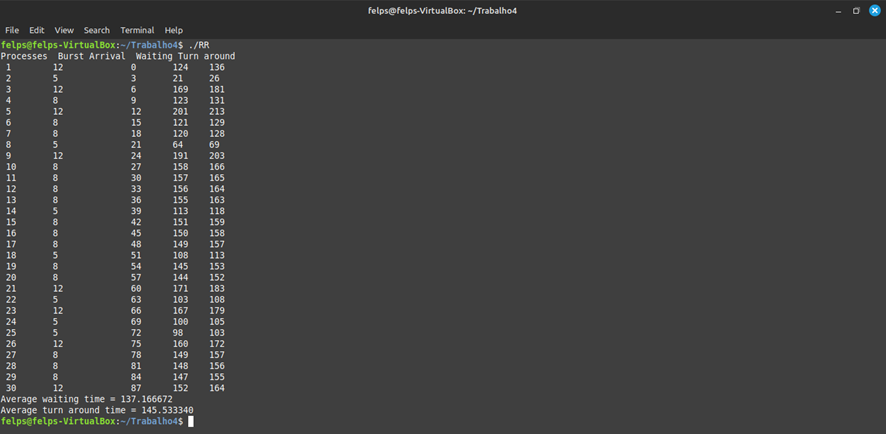 felps@felps-VirtualBox: ~/Trabalho4
File Edit View Search Terminal Help
felps@felps-VirtualBox:~/Trabalho4$ ./RR
Processes Burst Arrival Waiting Turn around
1 12 0 124 136
2 5 3 21 26
3 12 6 169 181
4 8 9 123 131
5 12 12 201 213
6 8 15 121 129
7 8 18 120 128
8 5 21 64 69
9 12 24 191 203
10 8 27 158 166
11 8 30 157 165
12 8 33 156 164
13 8 36 155 163
14 5 39 113 118
15 8 42 151 159
16 8 45 150 158
17 8 48 149 157
18 5 51 108 113
19 8 54 145 153
20 8 57 144 152
21 12 60 171 183
22 5 63 103 108
23 12 66 167 179
24 5 69 100 105
25 5 72 98 103
26 12 75 160 172
27 8 78 149 157
28 8 81 148 156
29 8 84 147 155
30 12 87 152 164
Average waiting time = 137.166672
Average turn around time = 145.533340
felps@felps-VirtualBox:~/Trabalho4$